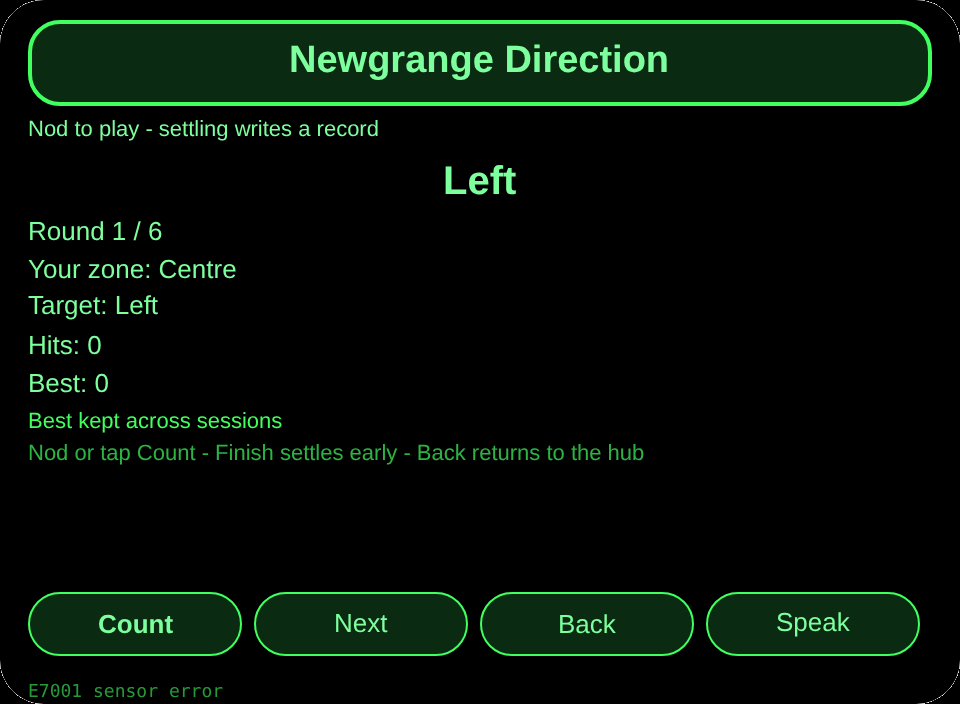 Newgrange Direction
Nod to play - settling writes a record
Left
Round 1 / 6
Your zone: Centre
Target: Left
Hits: 0
Best: 0
Best kept across sessions
Nod or tap Count - Finish settles early - Back returns to the hub
Count Next Back Speak
E7001 sensor error